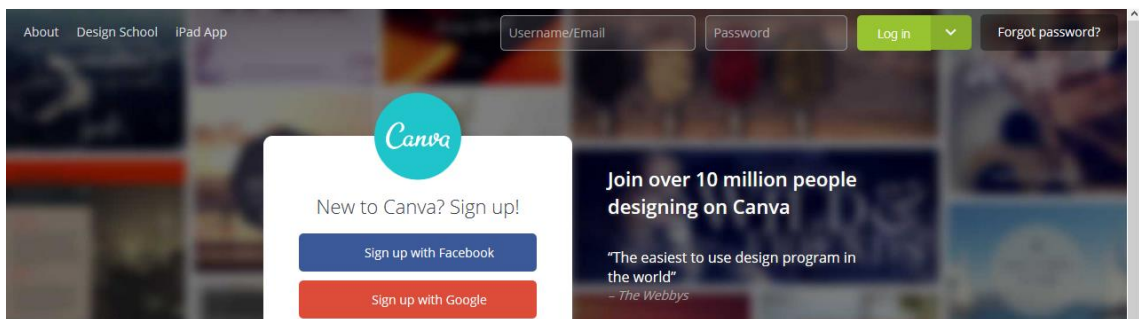 About Design School iPad App Username/Email Password Log in Forgot password?
Canva
New to Canva? Sign up!
Sign up with Facebook
Sign up with Google
Join over 10 million people
designing on Canva
“The easiest to use design program in
the world”
– The Webbys